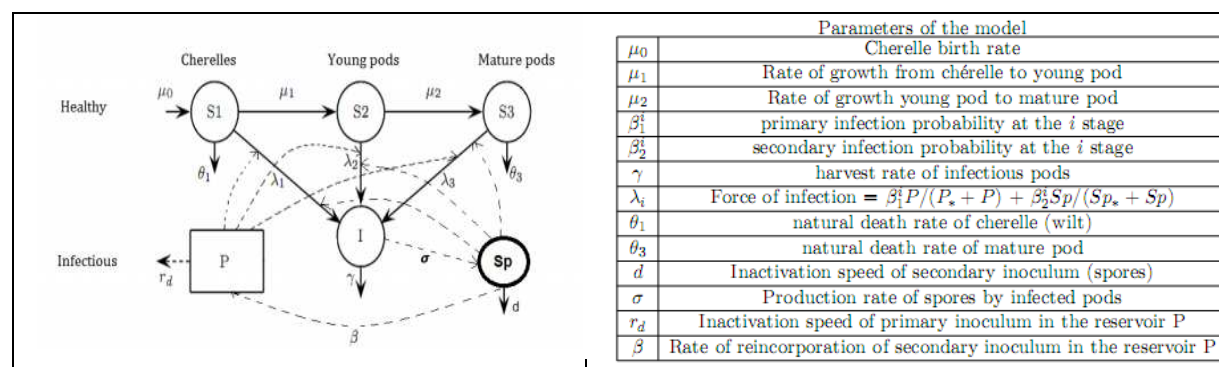 Cherelles Young pods Mature pods
Healthy
μ0 S1 μ1 S2 μ2 S3
θ1 λ1 λ2 λ3 θ3
Infectious
P I Sp
rd γ σ d
β
Parameters of the model
μ0 Cherelle birth rate
μ1 Rate of growth from chérelle to young pod
μ2 Rate of growth young pod to mature pod
β1^i primary infection probability at the i stage
β2^i secondary infection probability at the i stage
γ harvest rate of infectious pods
λi Force of infection = β1^i P/(P* + P) + β2^i Sp/(Sp* + Sp)
θ1 natural death rate of cherelle (wilt)
θ3 natural death rate of mature pod
d Inactivation speed of secondary inoculum (spores)
σ Production rate of spores by infected pods
rd Inactivation speed of primary inoculum in the reservoir P
β Rate of reincorporation of secondary inoculum in the reservoir P